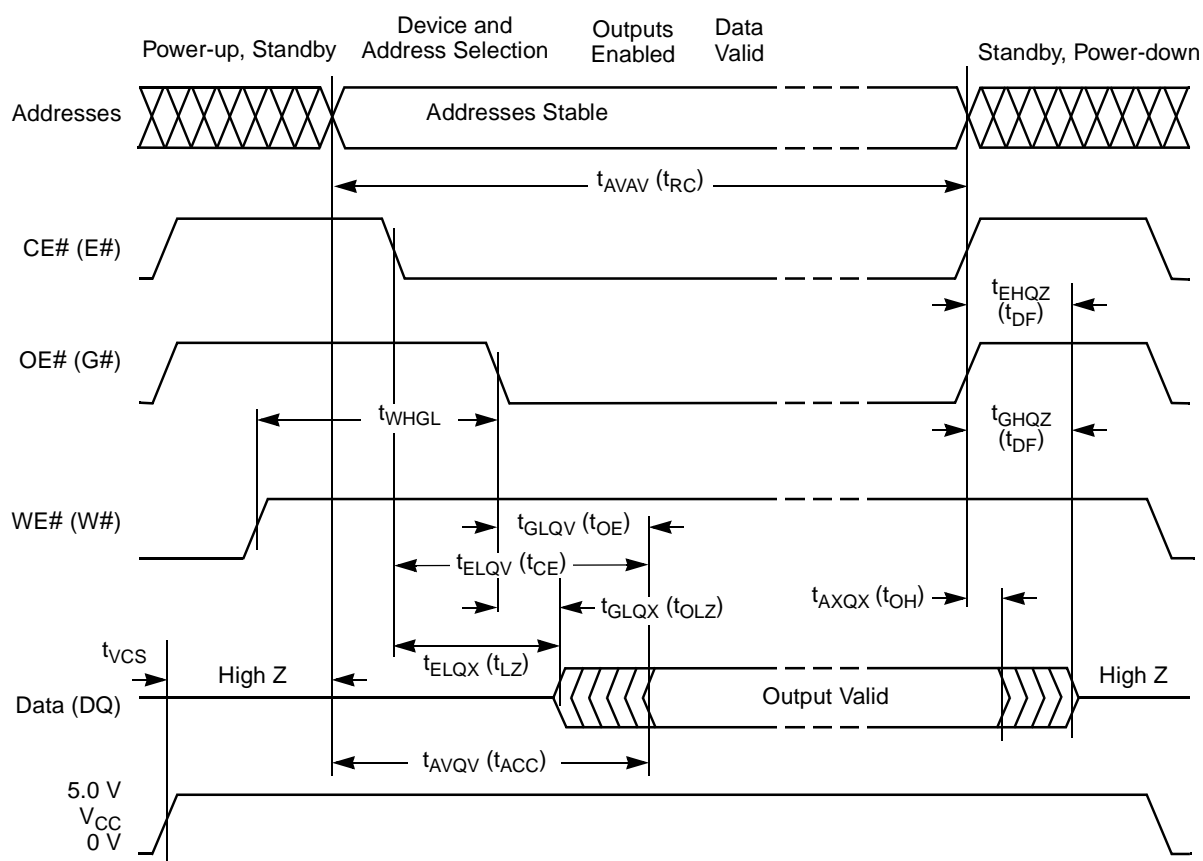 Power-up, Standby
Device and
Address Selection
Outputs
Enabled
Data
Valid
Standby, Power-down
Addresses
Addresses Stable
tAVAV (tRC)
CE# (E#)
tEHQZ
(tDF)
OE# (G#)
tWHGL
tGHQZ
(tDF)
WE# (W#)
tGLQV (tOE)
tELQV (tCE)
tGLQX (tOLZ)
tAXQX (tOH)
tVCS
High Z
tELQX (tLZ)
Data (DQ)
Output Valid
High Z
tAVQV (tACC)
5.0 V
VCC
0 V